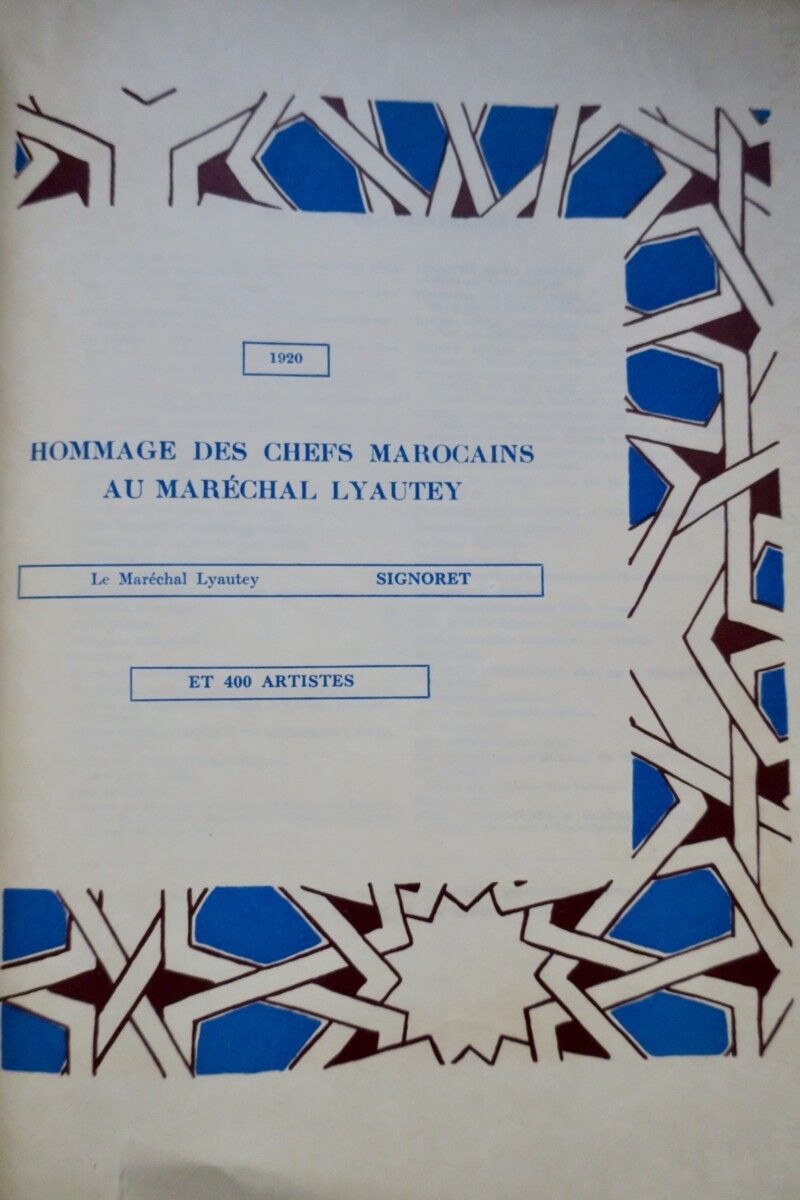 1920
HOMMAGE DES CHEFS MAROCAINS
AU MARÉCHAL LYAUTEY
Le Maréchal Lyautey SIGNORET
ET 400 ARTISTES